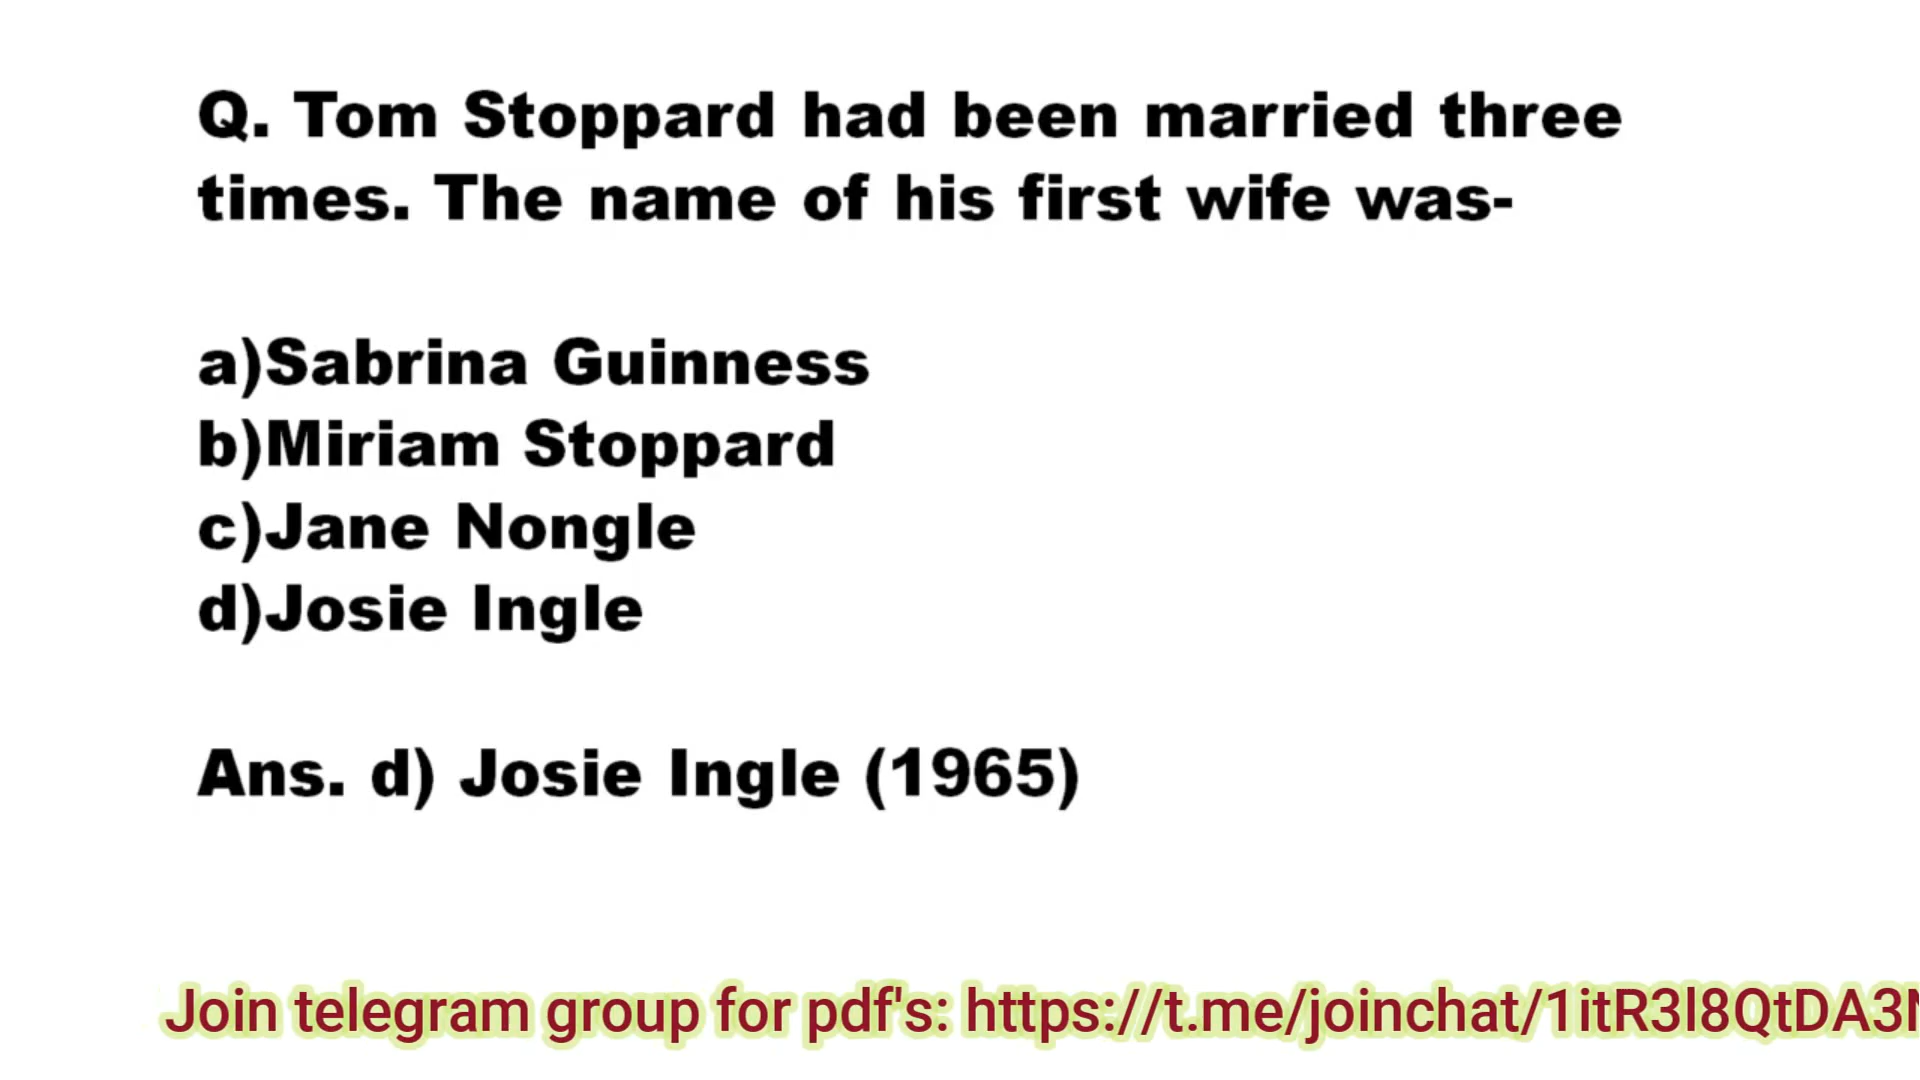 Q. Tom Stoppard had been married three
times. The name of his first wife was-
a)Sabrina Guinness
b)Miriam Stoppard
c)Jane Nongle
d)Josie Ingle
Ans. d) Josie Ingle (1965)
Join telegram group for pdf's: https://t.me/joinchat/1itR3l8QtDA3